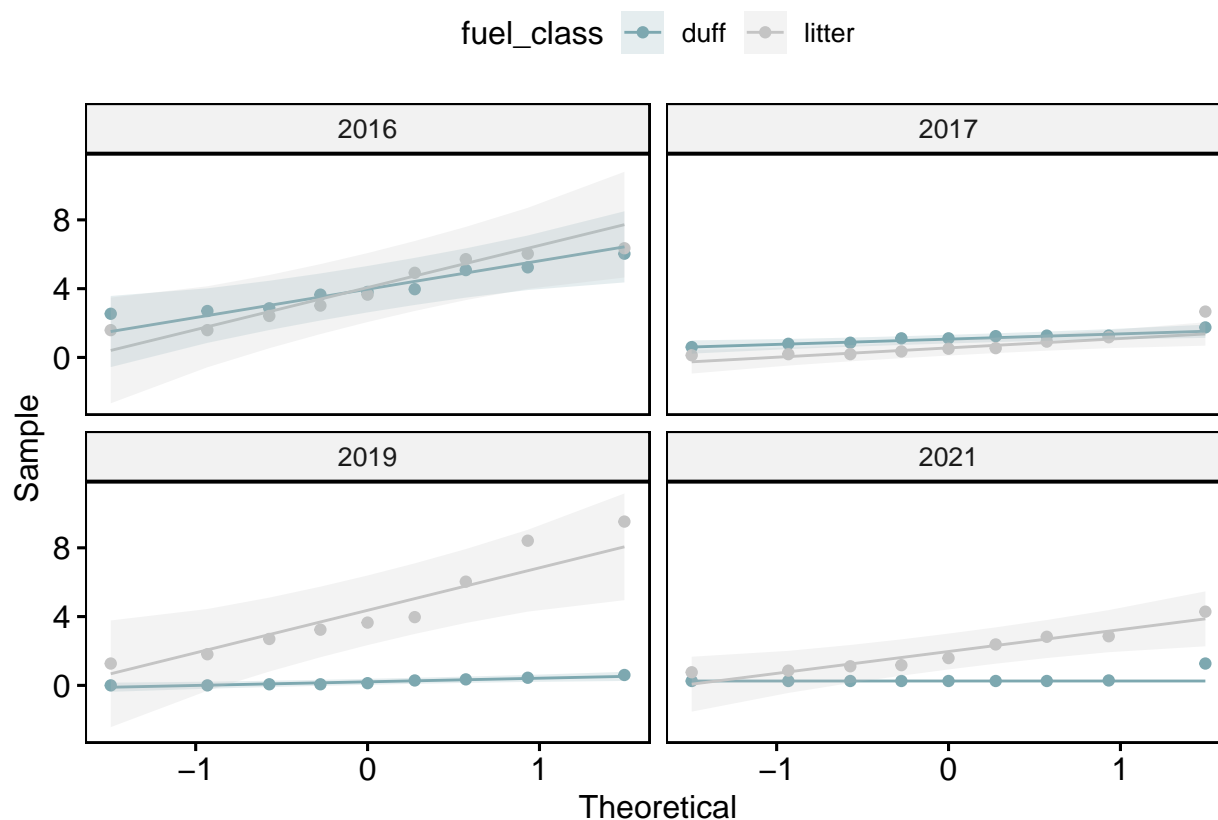 fuel_class duff litter
2016 2017
8
4
0
Sample
2019 2021
8
4
0
−1 0 1 −1 0 1
Theoretical